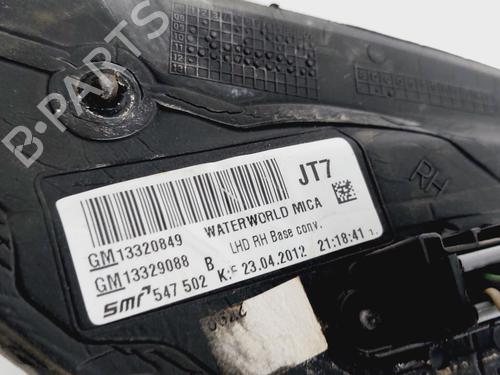 B-PARTS
RH
JT7
WATERWORLD MICA
GM13320849
LHD RH Base conv.
GM13329088 B
smr 547 502 K:F 23.04.2012 21:18:41